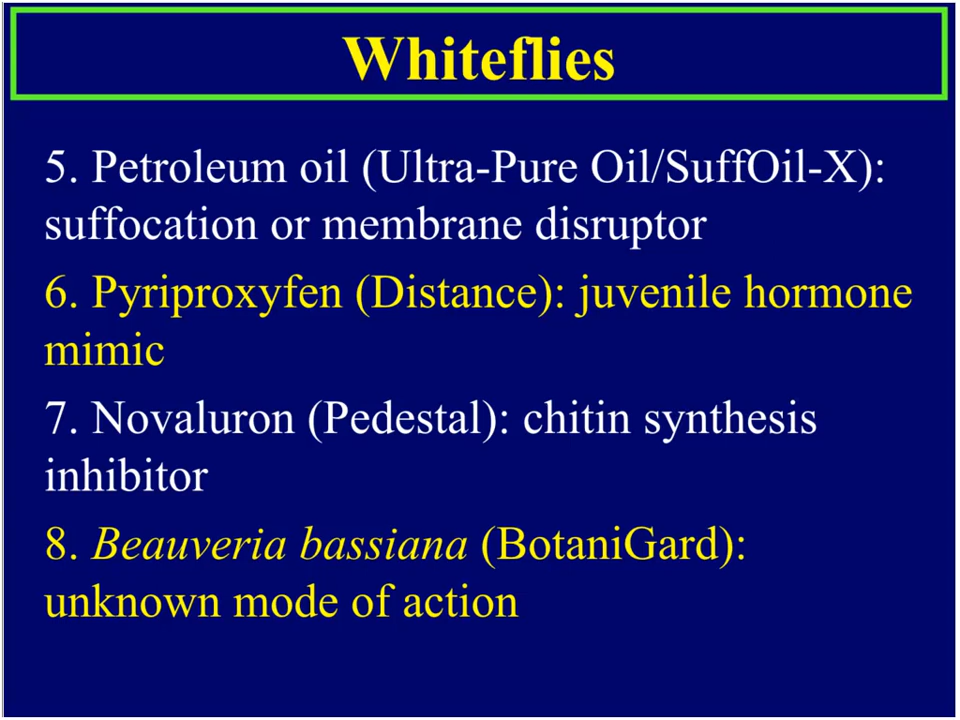 Whiteflies
5. Petroleum oil (Ultra-Pure Oil/SuffOil-X):
suffocation or membrane disruptor
6. Pyriproxyfen (Distance): juvenile hormone
mimic
7. Novaluron (Pedestal): chitin synthesis
inhibitor
8. Beauveria bassiana (BotaniGard):
unknown mode of action